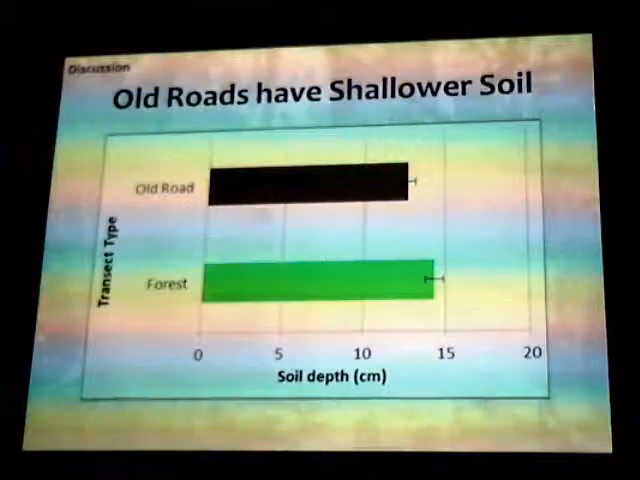 Discussion
Old Roads have Shallower Soil
Transect Type
Old Road
Forest
0 5 10 15 20
Soil depth (cm)